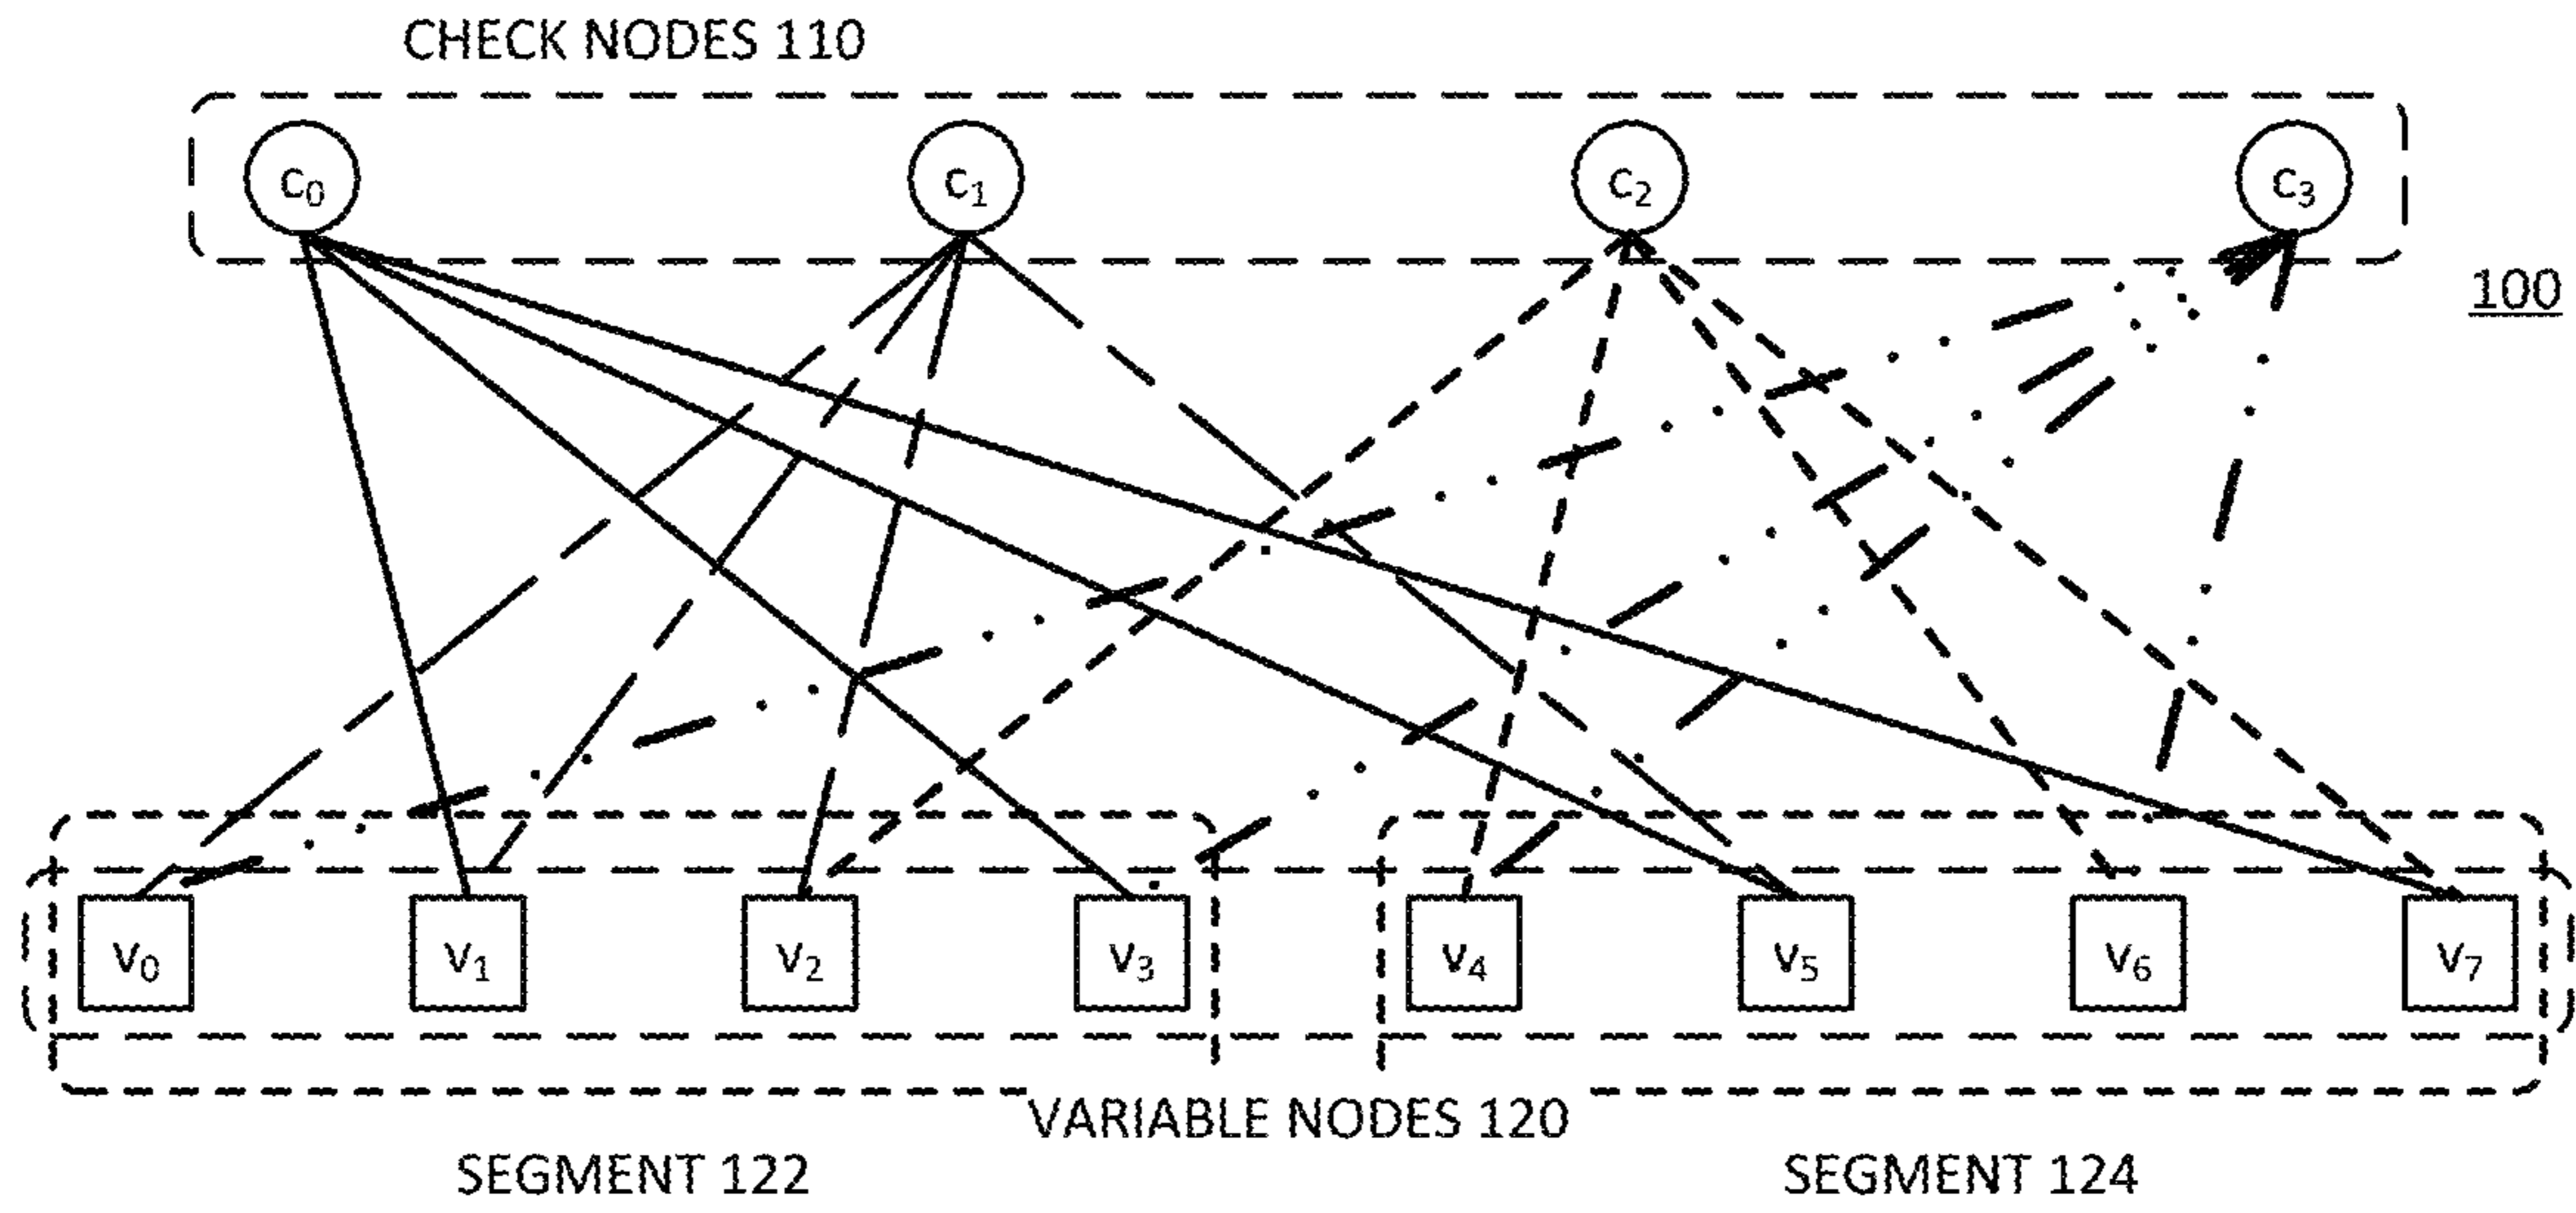 CHECK NODES 110
c₀ c₁ c₂ c₃
100
v₀ v₁ v₂ v₃ v₄ v₅ v₆ v₇
VARIABLE NODES 120
SEGMENT 122 SEGMENT 124